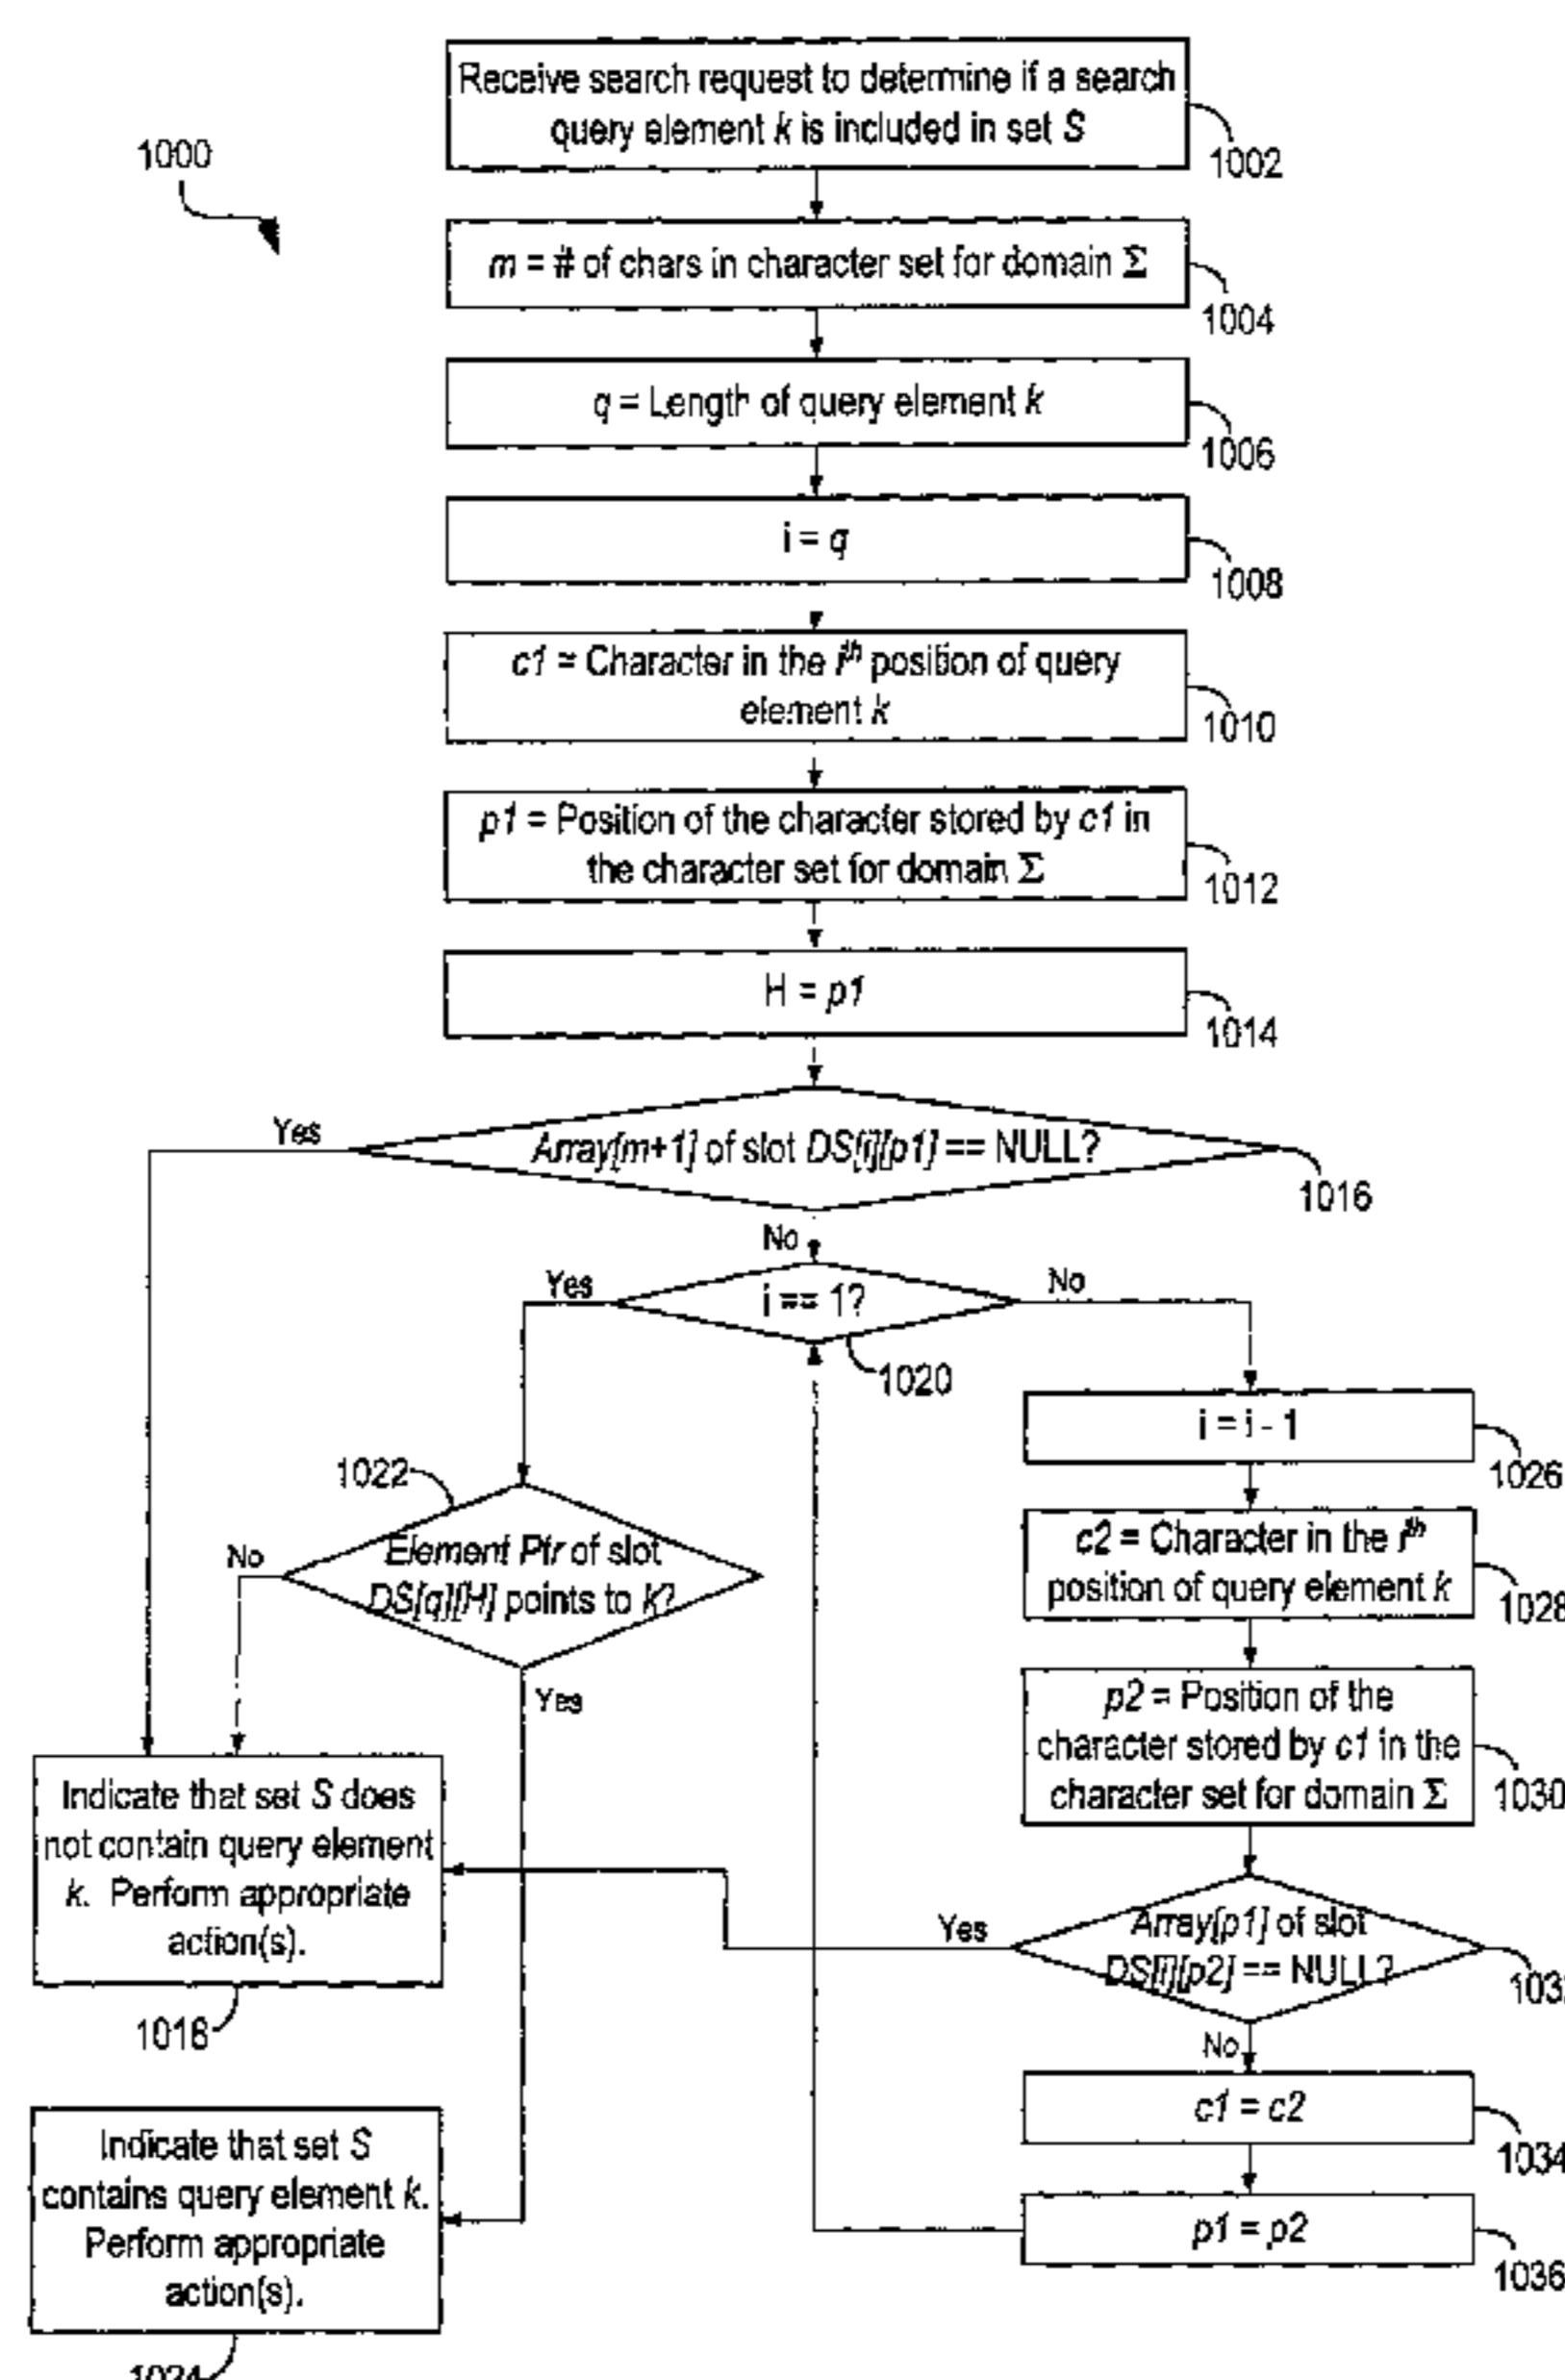 Receive search request to determine if a search
query element k is included in set S
1002
1000
m = # of chars in character set for domain Σ
1004
q = Length of query element k
1006
i = q
1008
c1 = Character in the ith position of query
element k
1010
p1 = Position of the character stored by c1 in
the character set for domain Σ
1012
H = p1
1014
Yes
Array[m+1] of slot DS[i][p1] == NULL?
1016
No
Yes
i == 1?
No
1020
i = i - 1
1026
1022
Element Ptr of slot
DS[q][H] points to k?
No
Yes
c2 = Character in the ith
position of query element k
1028
p2 = Position of the
character stored by c1 in the
character set for domain Σ
1030
Indicate that set S does
not contain query element
k. Perform appropriate
action(s).
1018
Yes
Array[p1] of slot
DS[i][p2] == NULL?
No
c1 = c2
1034
p1 = p2
1036
Indicate that set S
contains query element k.
Perform appropriate
action(s).
1024